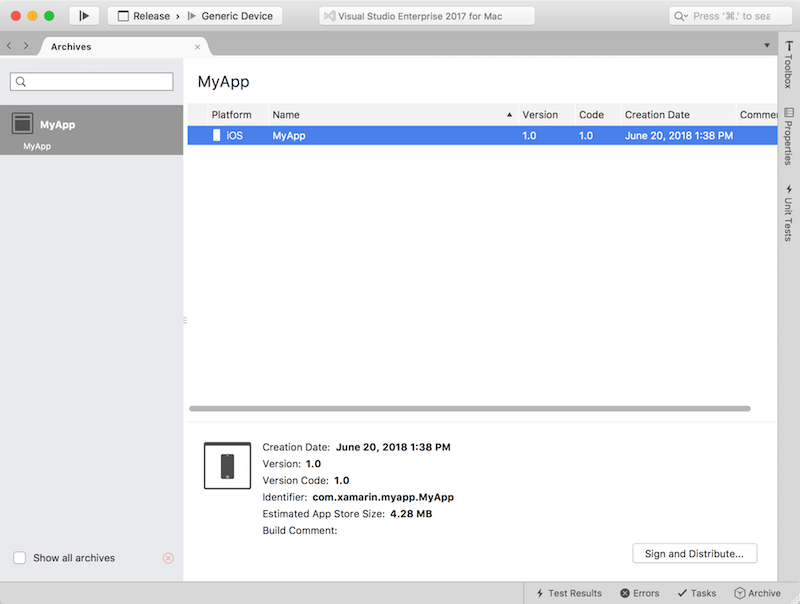 Release › Generic Device
Visual Studio Enterprise 2017 for Mac
Press '⌘.' to sea
Archives
MyApp
MyApp
MyApp
Platform Name Version Code Creation Date Commen
iOS MyApp 1.0 1.0 June 20, 2018 1:38 PM
Toolbox
Properties
Unit Tests
Creation Date: June 20, 2018 1:38 PM
Version: 1.0
Version Code: 1.0
Identifier: com.xamarin.myapp.MyApp
Estimated App Store Size: 4.28 MB
Build Comment:
Show all archives
Sign and Distribute...
Test Results Errors Tasks Archive